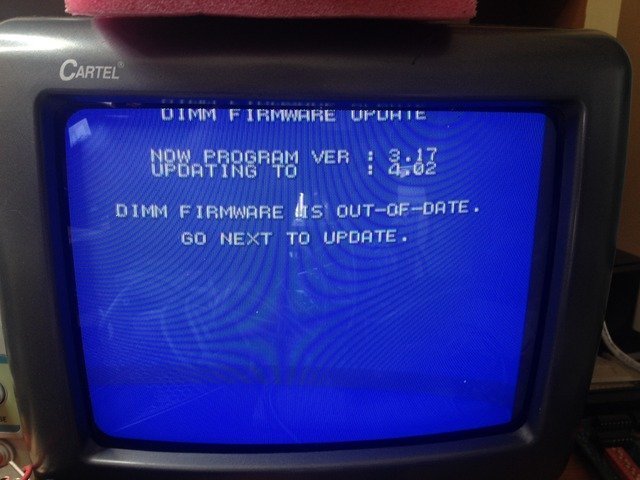 CARTEL®
DIMM FIRMWARE UPDATE
NOW PROGRAM VER : 3.17
UPDATING TO : 4.02
DIMM FIRMWARE IS OUT-OF-DATE.
GO NEXT TO UPDATE.